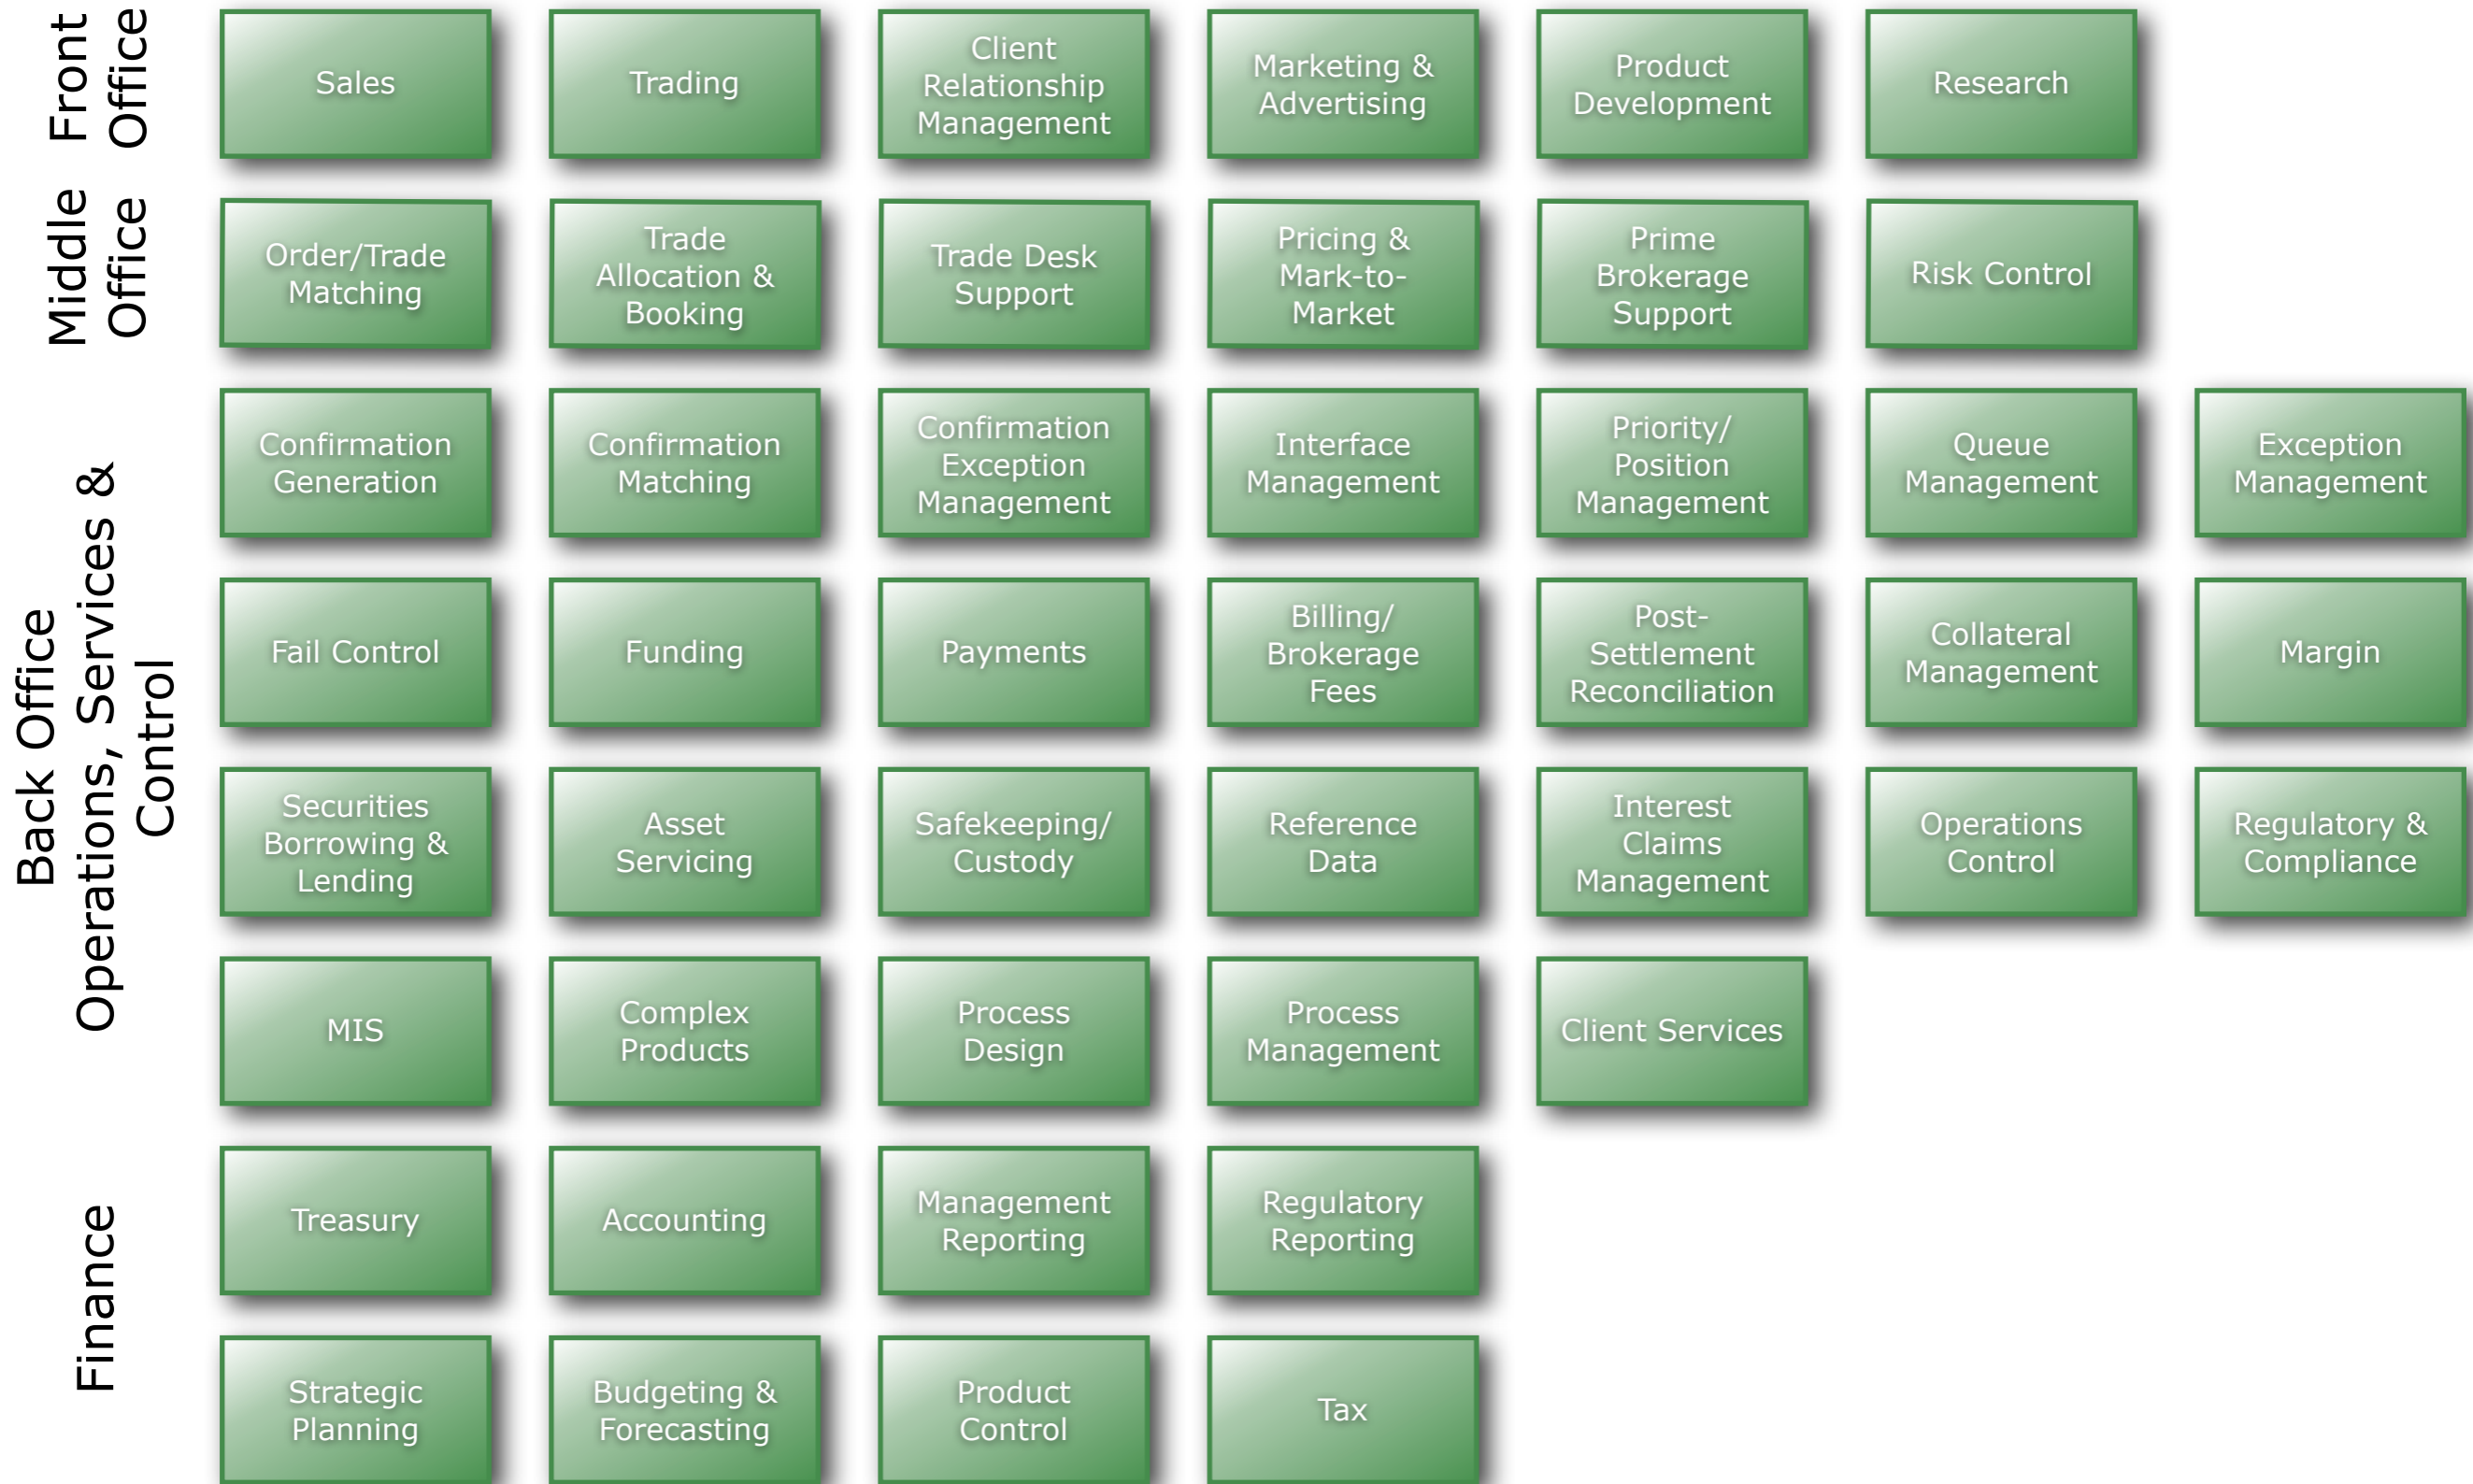 Front
Office
Sales
Trading
Client
Relationship
Management
Marketing &
Advertising
Product
Development
Research
Middle
Office
Order/Trade
Matching
Trade
Allocation &
Booking
Trade Desk
Support
Pricing &
Mark-to-
Market
Prime
Brokerage
Support
Risk Control
Back Office
Operations, Services &
Control
Confirmation
Generation
Confirmation
Matching
Confirmation
Exception
Management
Interface
Management
Priority/
Position
Management
Queue
Management
Exception
Management
Fail Control
Funding
Payments
Billing/
Brokerage
Fees
Post-
Settlement
Reconciliation
Collateral
Management
Margin
Securities
Borrowing &
Lending
Asset
Servicing
Safekeeping/
Custody
Reference
Data
Interest
Claims
Management
Operations
Control
Regulatory &
Compliance
MIS
Complex
Products
Process
Design
Process
Management
Client Services
Finance
Treasury
Accounting
Management
Reporting
Regulatory
Reporting
Strategic
Planning
Budgeting &
Forecasting
Product
Control
Tax